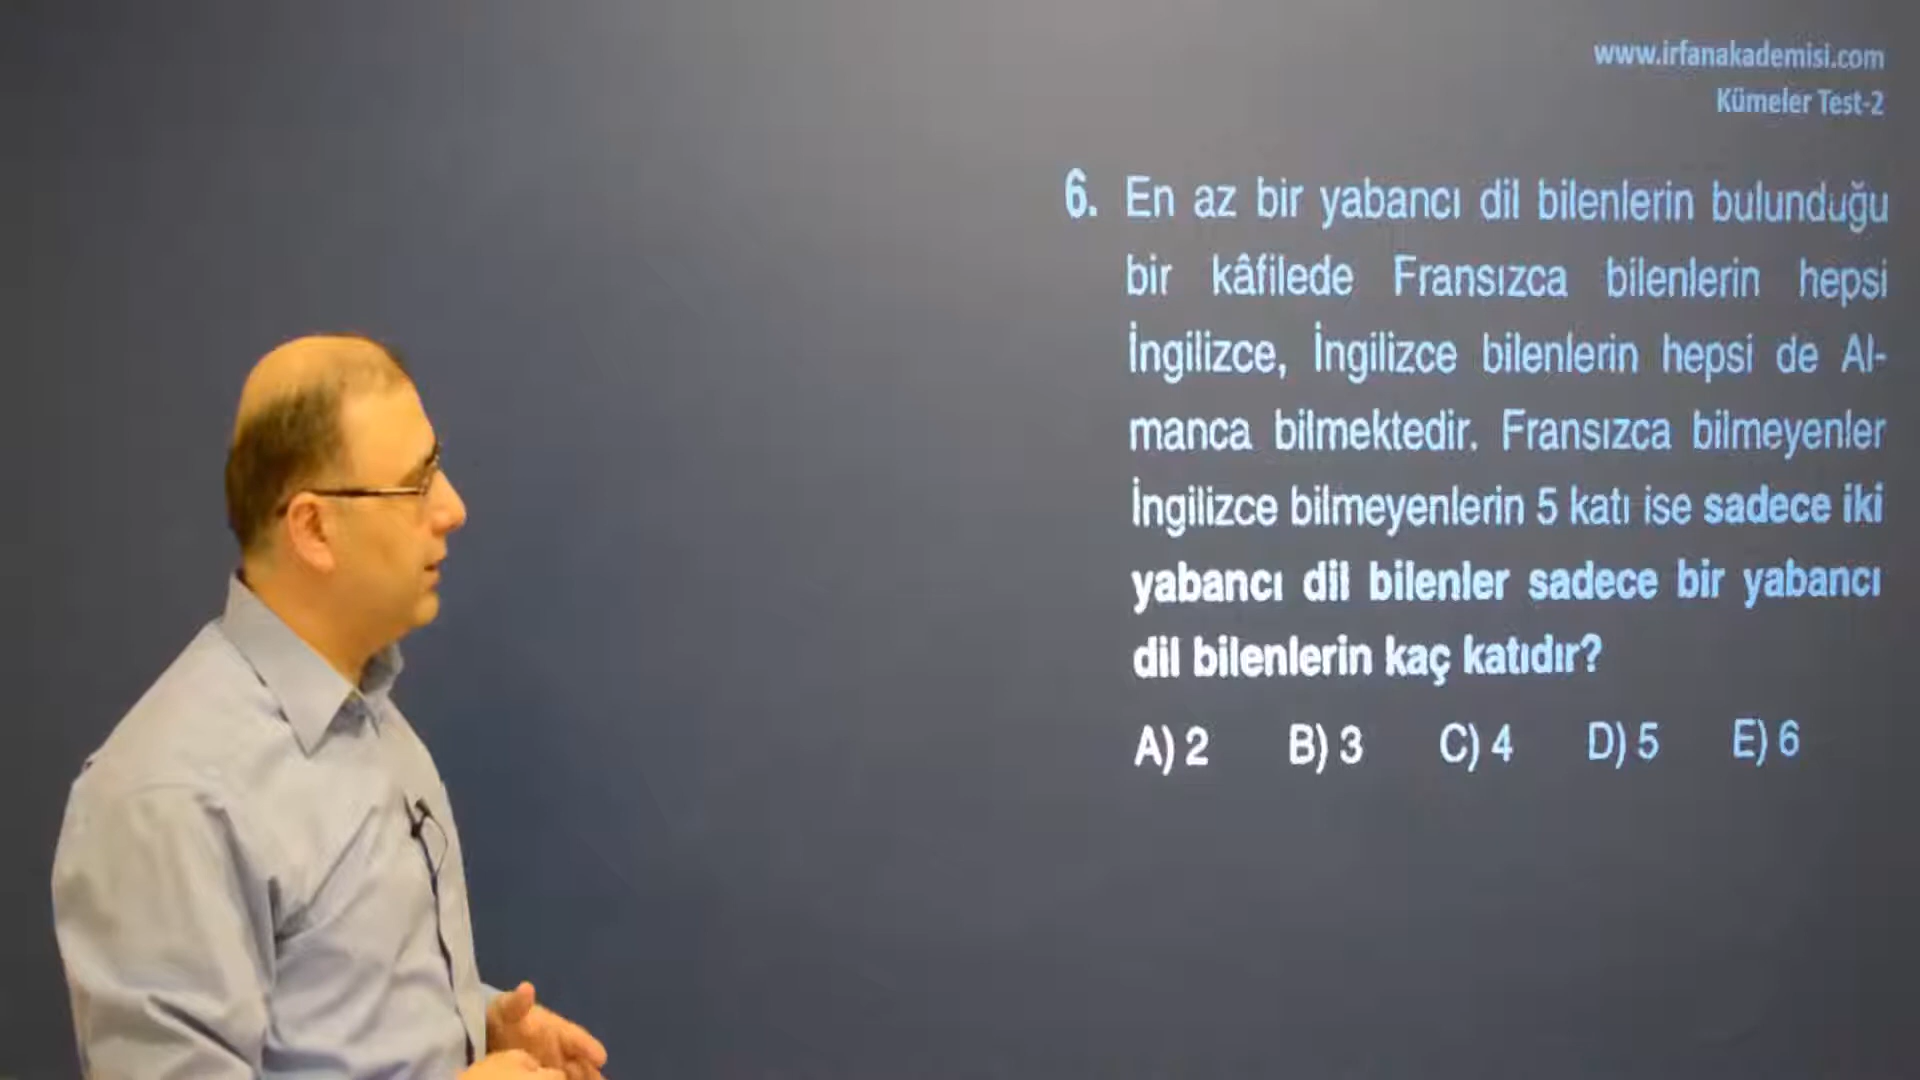 www.irfanakademisi.com
Kümeler Test-2
6. En az bir yabancı dil bilenlerin bulunduğu
bir kâfilede Fransızca bilenlerin hepsi
İngilizce, İngilizce bilenlerin hepsi de Al-
manca bilmektedir. Fransızca bilmeyenler
İngilizce bilmeyenlerin 5 katı ise sadece iki
yabancı dil bilenler sadece bir yabancı
dil bilenlerin kaç katıdır?
A) 2 B) 3 C) 4 D) 5 E) 6